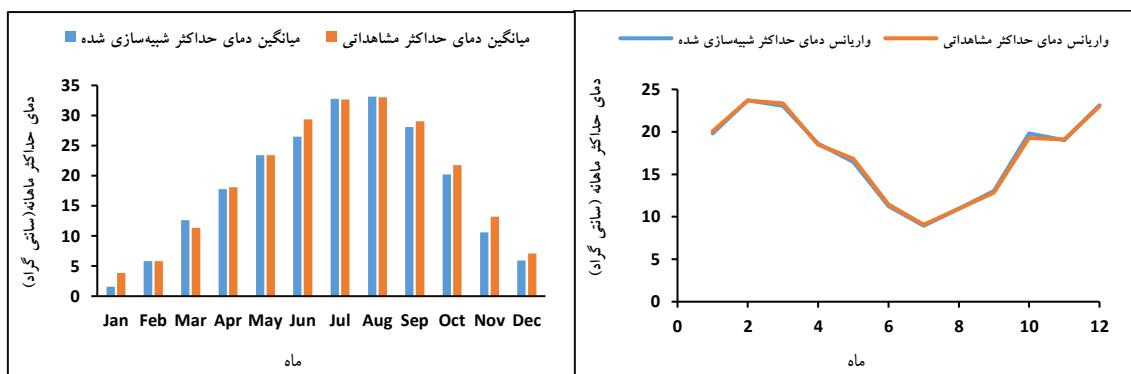 میانگین دمای حداکثر شبیه‌سازی شده
میانگین دمای حداکثر مشاهداتی
دمای حداکثر ماهانه(سانتی گراد)
35
30
25
20
15
10
5
0
Jan Feb Mar Apr May Jun Jul Aug Sep Oct Nov Dec
ماه
واریانس دمای حداکثر شبیه‌سازی شده
واریانس دمای حداکثر مشاهداتی
دمای حداکثر ماهانه (سانتی گراد)
25
20
15
10
5
0
0 2 4 6 8 10 12
ماه